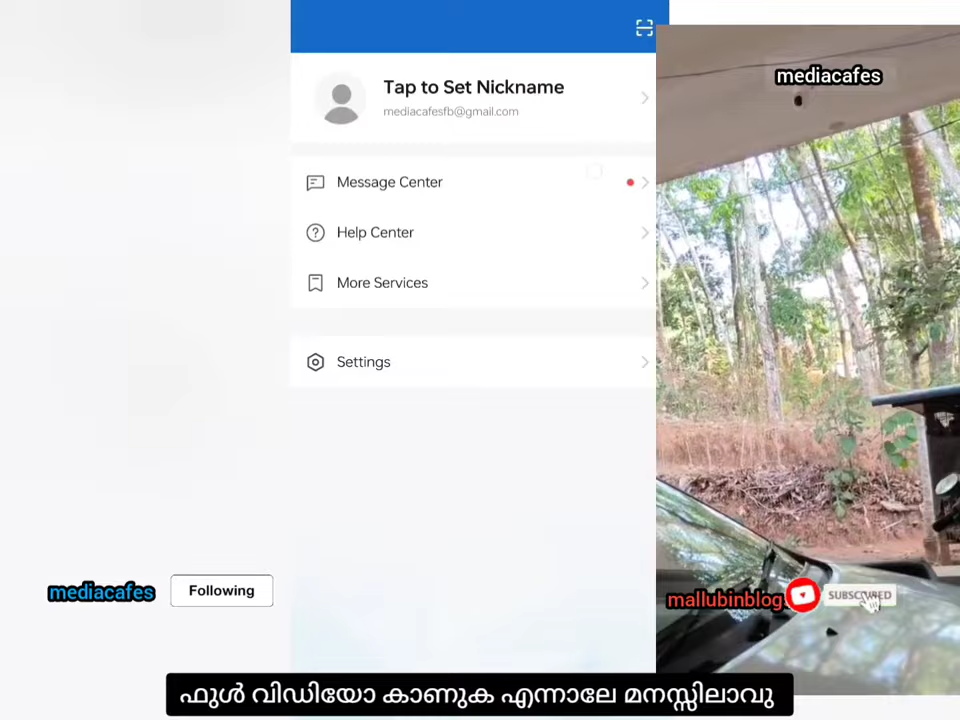 mediacafes
Tap to Set Nickname
mediacafesfb@gmail.com
Message Center
Help Center
More Services
Settings
mediacafes
Following
mallubinblog
SUBSCRIBED
ഫുൾ വിഡിയോ കാണുക എന്നാലേ മനസ്സിലാവു